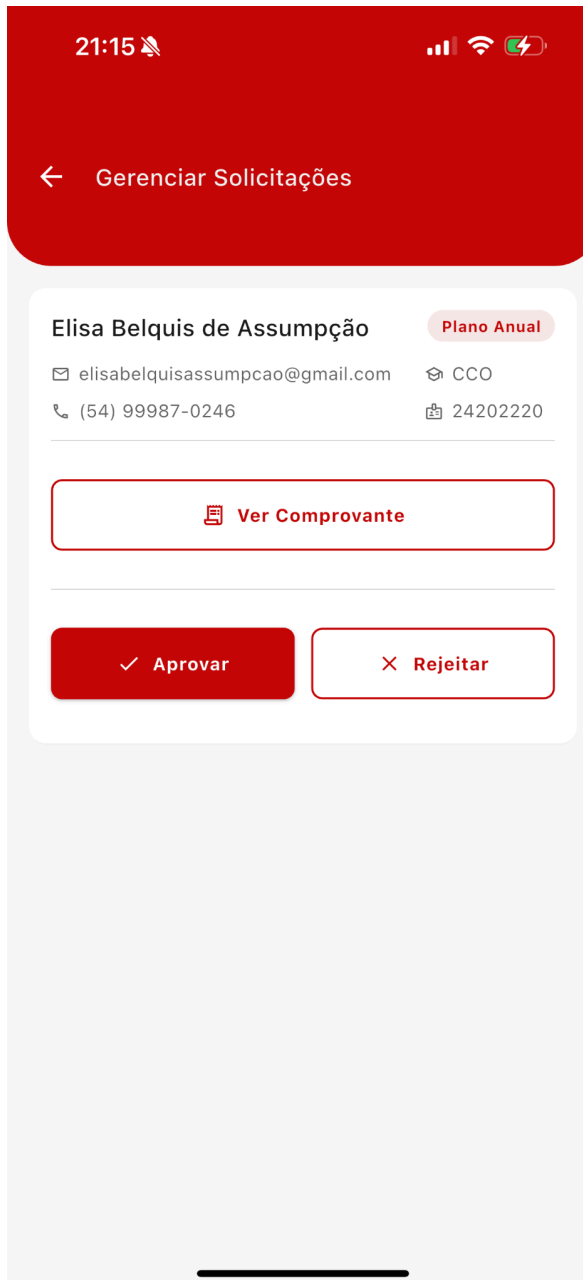 21:15
Gerenciar Solicitações
Elisa Belquis de Assumpção
Plano Anual
elisabelquisassumpcao@gmail.com
CCO
(54) 99987-0246
24202220
Ver Comprovante
Aprovar
Rejeitar